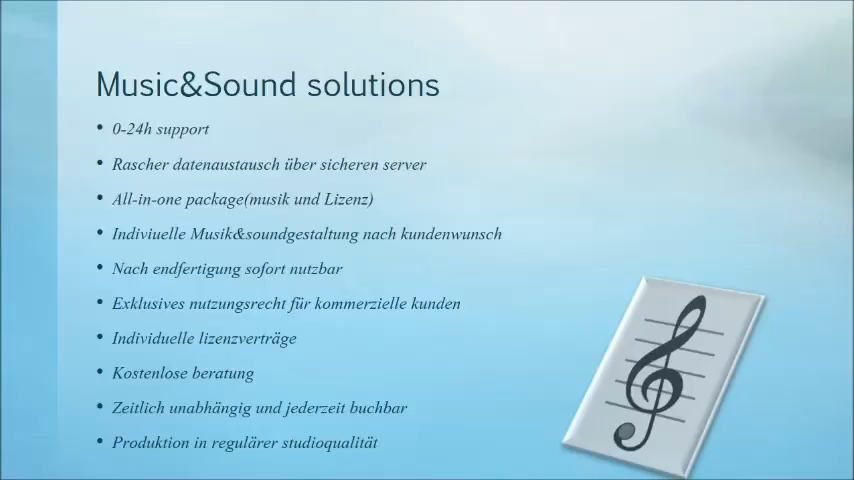 Music&Sound solutions
• 0-24h support
• Rascher datenaustausch über sicheren server
• All-in-one package(musik und Lizenz)
• Indiviuelle Musik&soundgestaltung nach kundenwunsch
• Nach endfertigung sofort nutzbar
• Exklusives nutzungsrecht für kommerzielle kunden
• Individuelle lizenzverträge
• Kostenlose beratung
• Zeitlich unabhängig und jederzeit buchbar
• Produktion in regulärer studioqualität